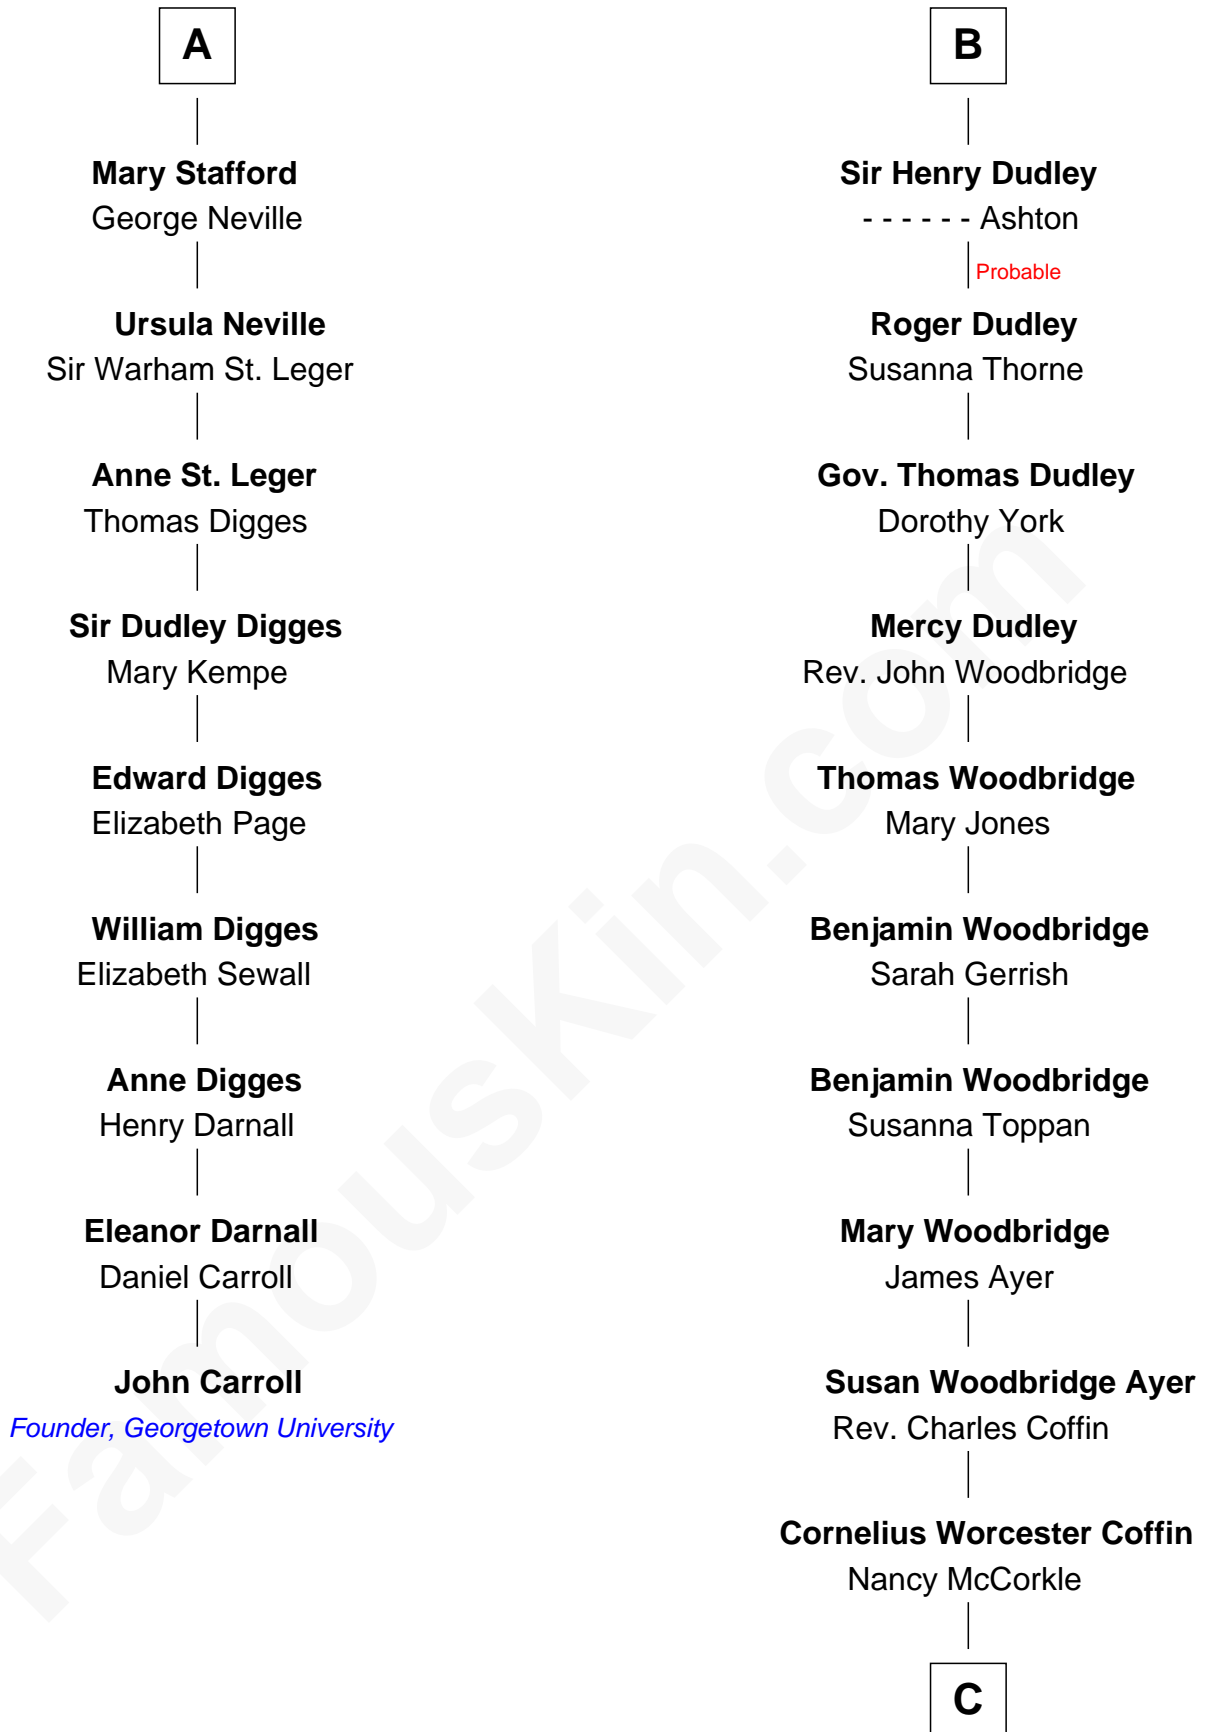 A
Mary Stafford
George Neville
Ursula Neville
Sir Warham St. Leger
Anne St. Leger
Thomas Digges
Sir Dudley Digges
Mary Kempe
Edward Digges
Elizabeth Page
William Digges
Elizabeth Sewall
Anne Digges
Henry Darnall
Eleanor Darnall
Daniel Carroll
John Carroll
Founder, Georgetown University
B
Sir Henry Dudley
- - - - - - Ashton
Probable
Roger Dudley
Susanna Thorne
Gov. Thomas Dudley
Dorothy York
Mercy Dudley
Rev. John Woodbridge
Thomas Woodbridge
Mary Jones
Benjamin Woodbridge
Sarah Gerrish
Benjamin Woodbridge
Susanna Toppan
Mary Woodbridge
James Ayer
Susan Woodbridge Ayer
Rev. Charles Coffin
Cornelius Worcester Coffin
Nancy McCorkle
C
FamousKin.com